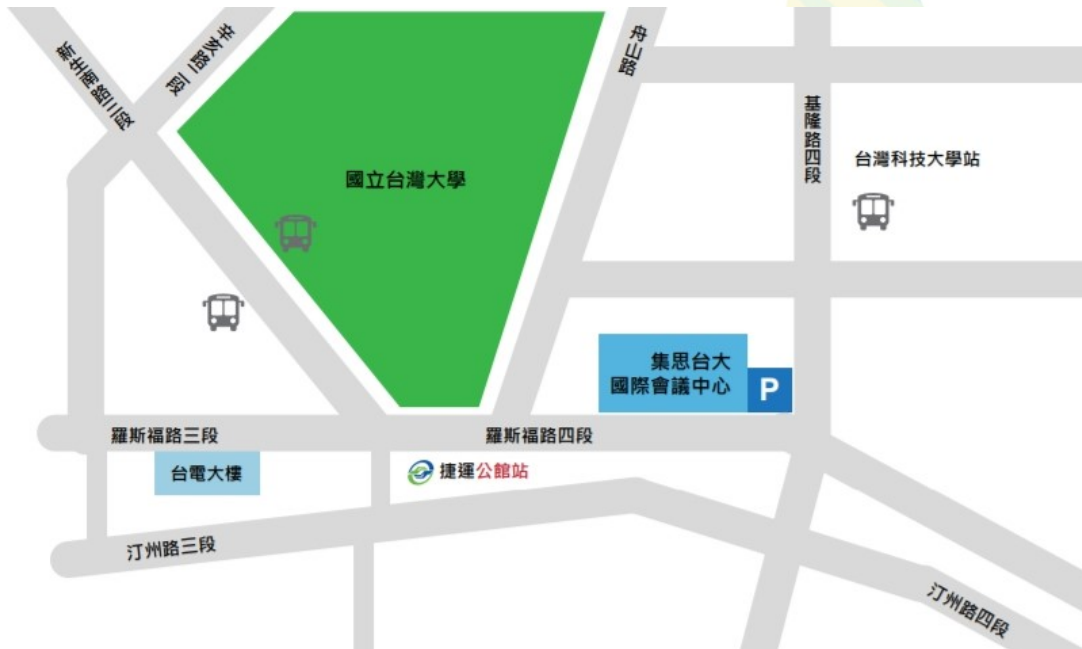 新生南路三段
辛亥路一段
舟山路
基隆路四段
國立台灣大學
台灣科技大學站
集思台大
國際會議中心
P
羅斯福路三段
羅斯福路四段
台電大樓
捷運公館站
汀州路三段
汀州路四段